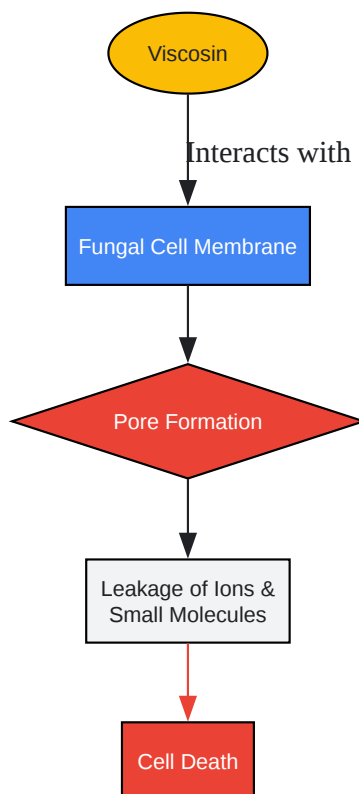 Viscosin
Interacts with
Fungal Cell Membrane
Pore Formation
Leakage of Ions &
Small Molecules
Cell Death